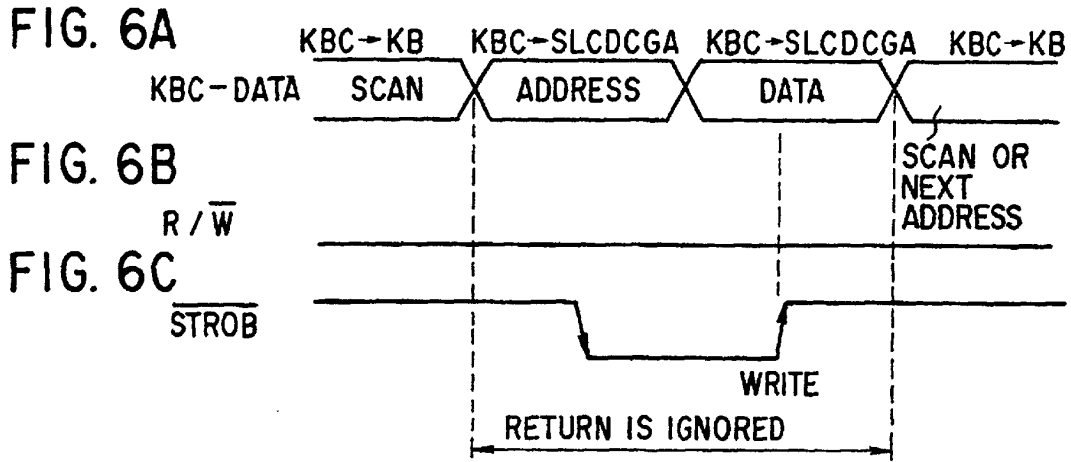 FIG. 6A
KBC→KB KBC→SLCDCGA KBC→SLCDCGA KBC→KB
KBC-DATA SCAN ADDRESS DATA
SCAN OR
NEXT
ADDRESS
FIG. 6B
R / W̅
FIG. 6C
S̅T̅R̅O̅B̅
WRITE
RETURN IS IGNORED